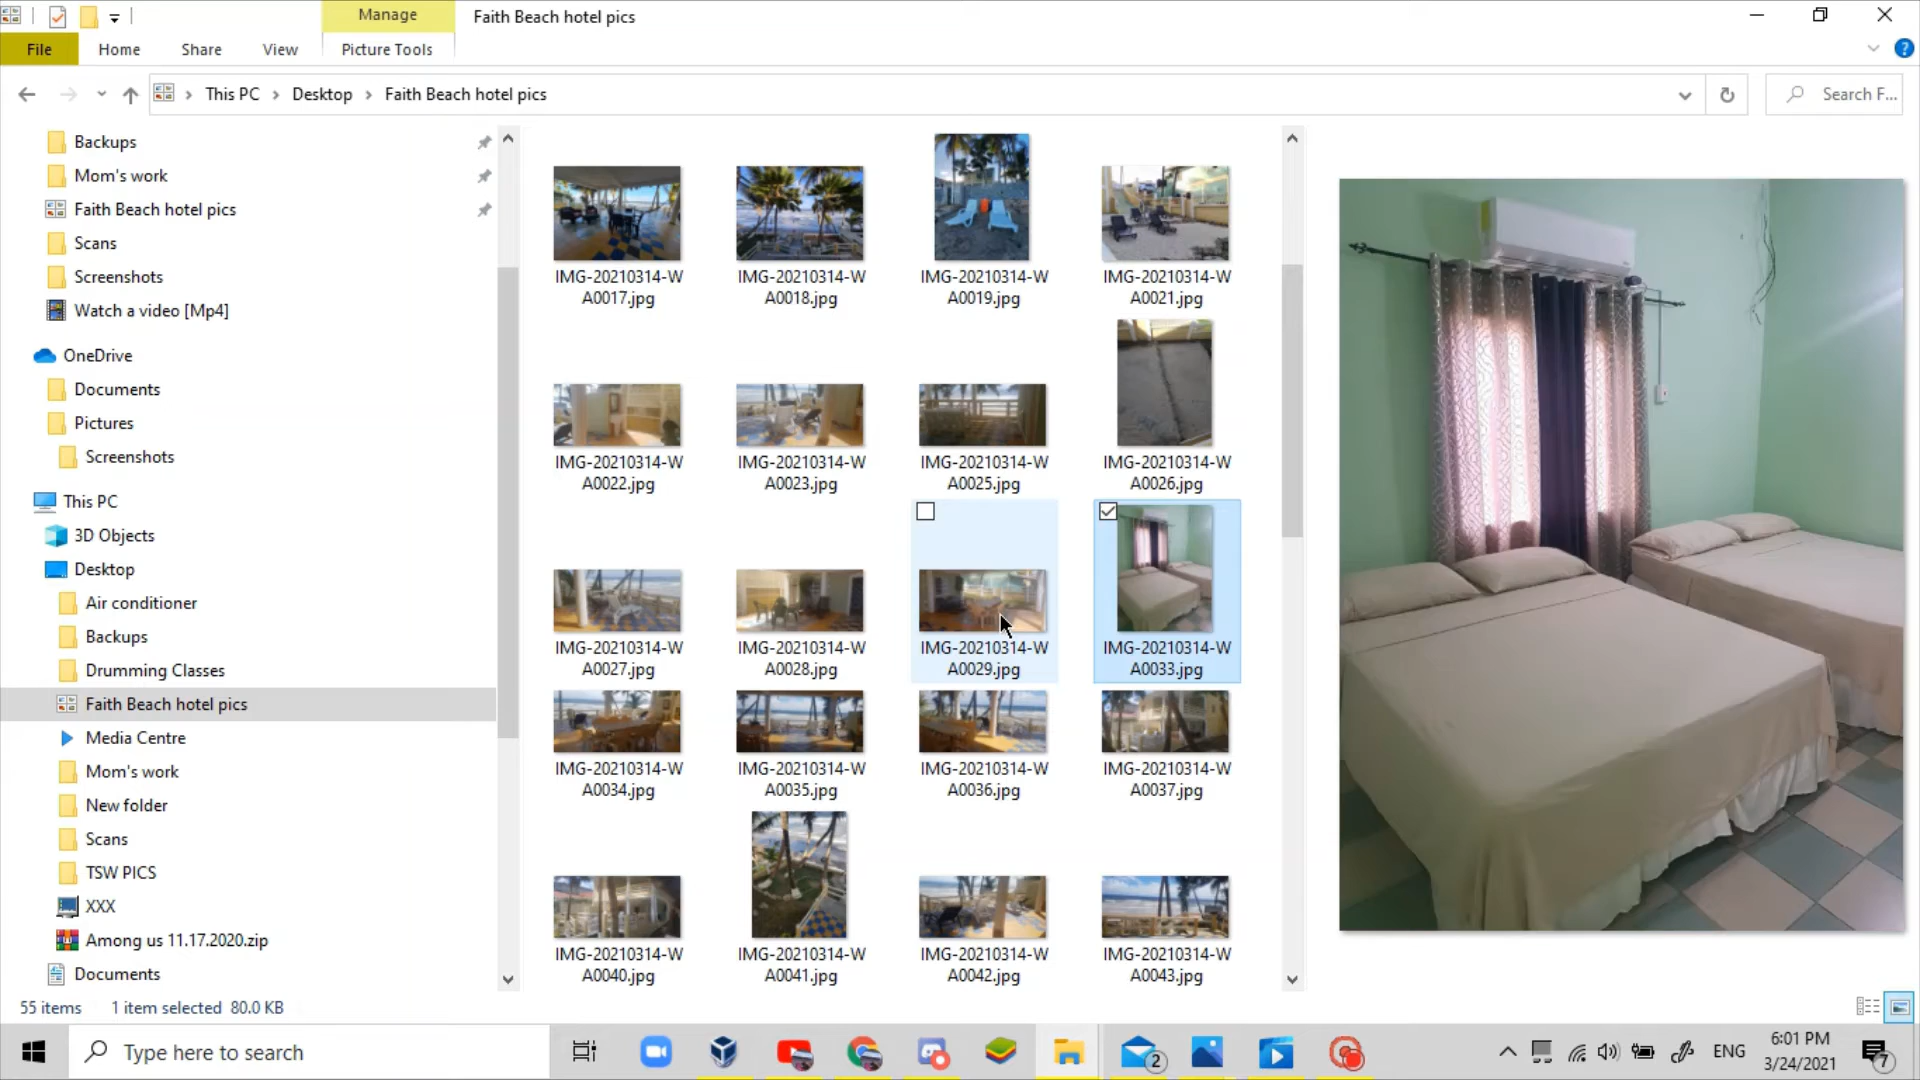 Manage
Faith Beach hotel pics
File
Home
Share
View
Picture Tools
This PC
Desktop
Faith Beach hotel pics
Search F...
Backups
Mom's work
Faith Beach hotel pics
Scans
Screenshots
Watch a video [Mp4]
OneDrive
Documents
Pictures
Screenshots
This PC
3D Objects
Desktop
Air conditioner
Backups
Drumming Classes
Faith Beach hotel pics
Media Centre
Mom's work
New folder
Scans
TSW PICS
XXX
Among us 11.17.2020.zip
Documents
IMG-20210314-W
A0017.jpg
IMG-20210314-W
A0018.jpg
IMG-20210314-W
A0019.jpg
IMG-20210314-W
A0021.jpg
IMG-20210314-W
A0022.jpg
IMG-20210314-W
A0023.jpg
IMG-20210314-W
A0025.jpg
IMG-20210314-W
A0026.jpg
IMG-20210314-W
A0027.jpg
IMG-20210314-W
A0028.jpg
IMG-20210314-W
A0029.jpg
IMG-20210314-W
A0033.jpg
IMG-20210314-W
A0034.jpg
IMG-20210314-W
A0035.jpg
IMG-20210314-W
A0036.jpg
IMG-20210314-W
A0037.jpg
IMG-20210314-W
A0040.jpg
IMG-20210314-W
A0041.jpg
IMG-20210314-W
A0042.jpg
IMG-20210314-W
A0043.jpg
55 items
1 item selected 80.0 KB
Type here to search
2
ENG
6:01 PM
3/24/2021
7